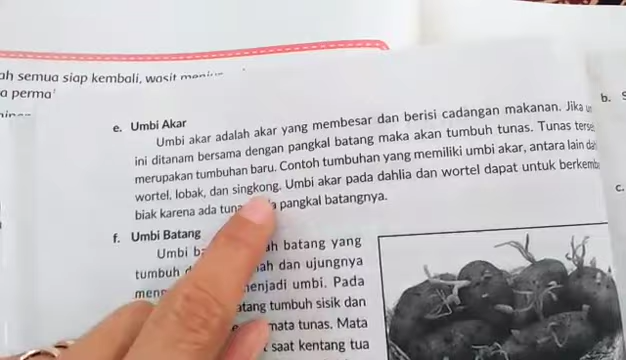 ah semua siap kembali, wasit
a perma
e. Umbi Akar
Umbi akar adalah akar yang membesar dan berisi cadangan makanan. Jika
ini ditanam bersama dengan pangkal batang maka akan tumbuh tunas. Tunas terse
merupakan tumbuhan baru. Contoh tumbuhan yang memiliki umbi akar, antara lain da
wortel, lobak, dan singkong. Umbi akar pada dahlia dan wortel dapat untuk berkemb
biak karena ada tuna pangkal batangnya.
f. Umbi Batang
Umbi b ah batang yang
tumbuh d ah dan ujungnya
men enjadi umbi. Pada
atang tumbuh sisik dan
mata tunas. Mata
saat kentang tua
b.
c.